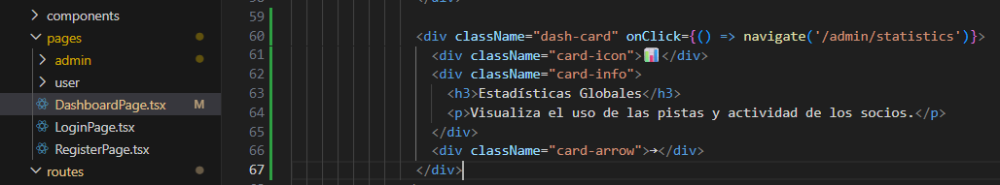 components
pages
admin
user
DashboardPage.tsx M
LoginPage.tsx
RegisterPage.tsx
routes
59
60 <div className="dash-card" onClick={() => navigate('/admin/statistics')}>
61 <div className="card-icon">📊</div>
62 <div className="card-info">
63 <h3>Estadísticas Globales</h3>
64 <p>Visualiza el uso de las pistas y actividad de los socios.</p>
65 </div>
66 <div className="card-arrow">→</div>
67 </div>